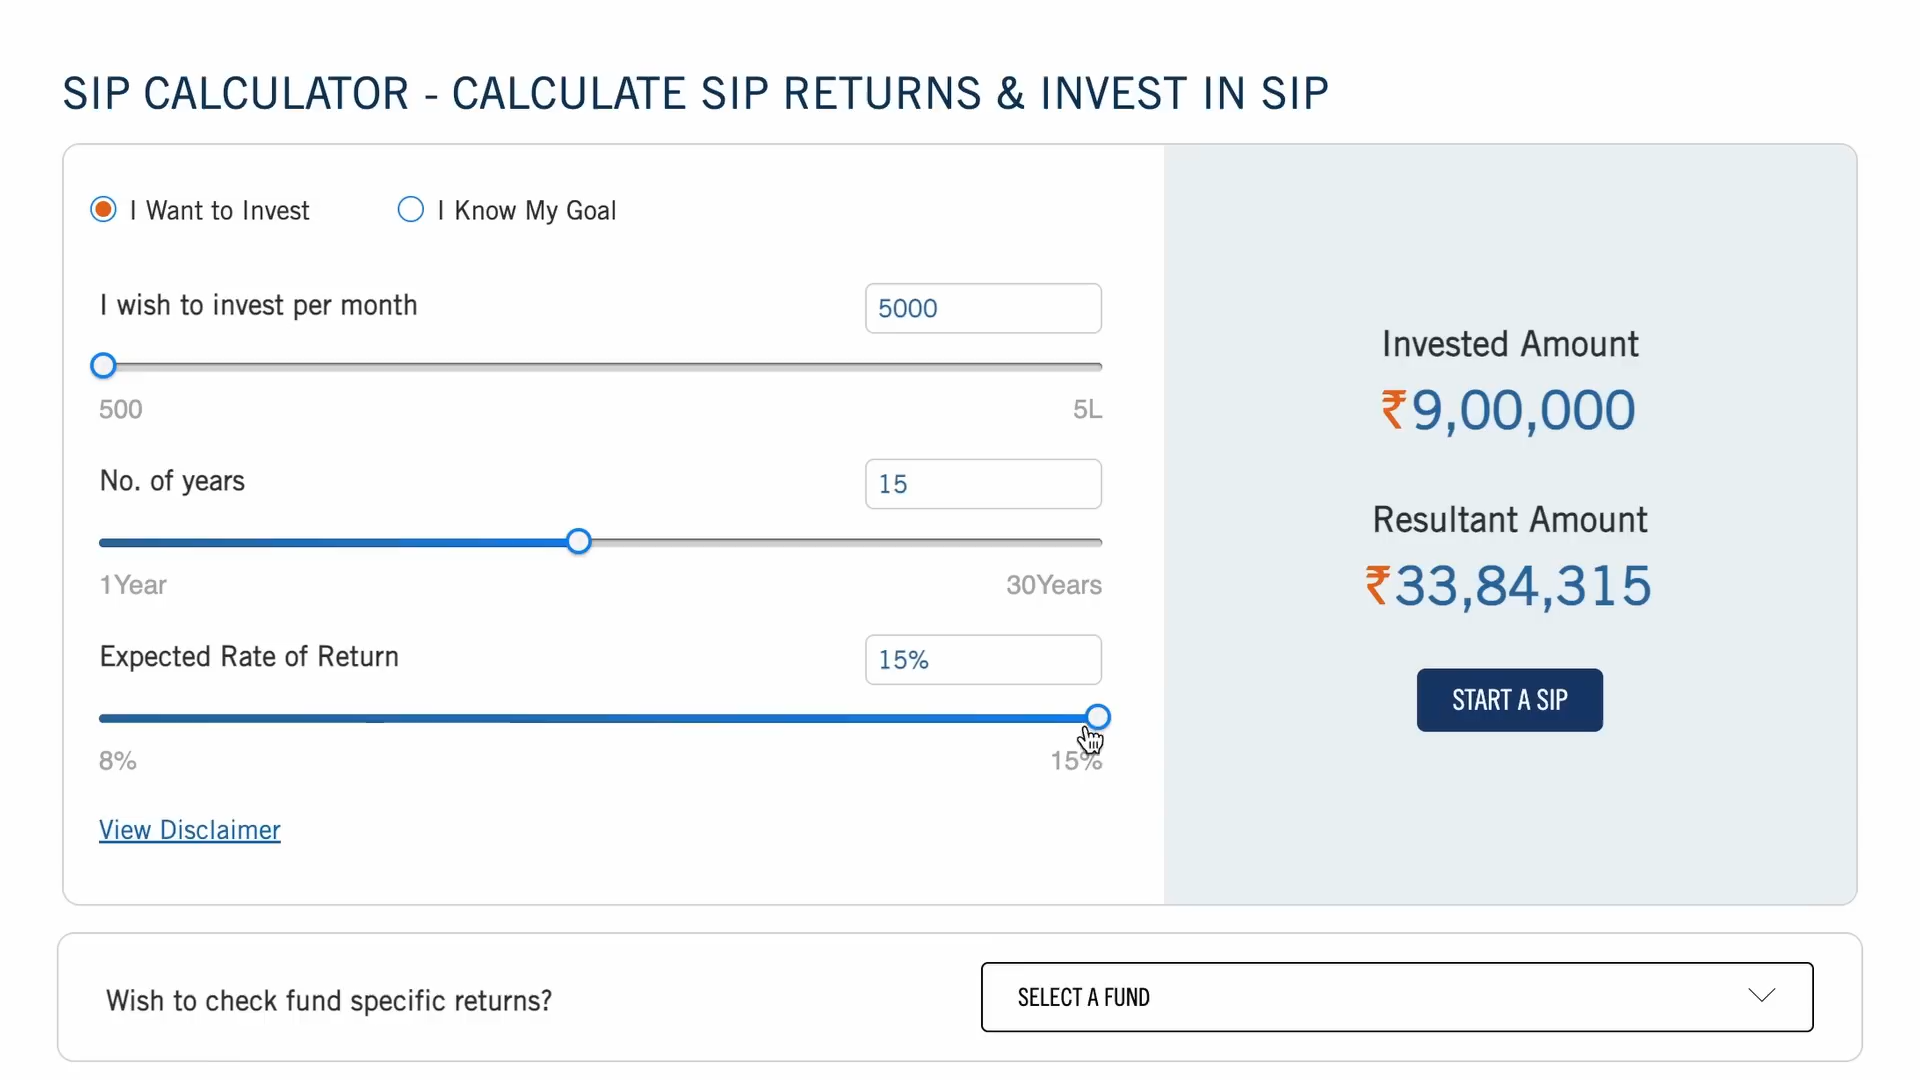 SIP CALCULATOR - CALCULATE SIP RETURNS & INVEST IN SIP
I Want to Invest
I Know My Goal
I wish to invest per month
5000
500
5L
No. of years
15
1Year
30Years
Expected Rate of Return
15%
8%
15%
View Disclaimer
Invested Amount
₹9,00,000
Resultant Amount
₹33,84,315
START A SIP
Wish to check fund specific returns?
SELECT A FUND